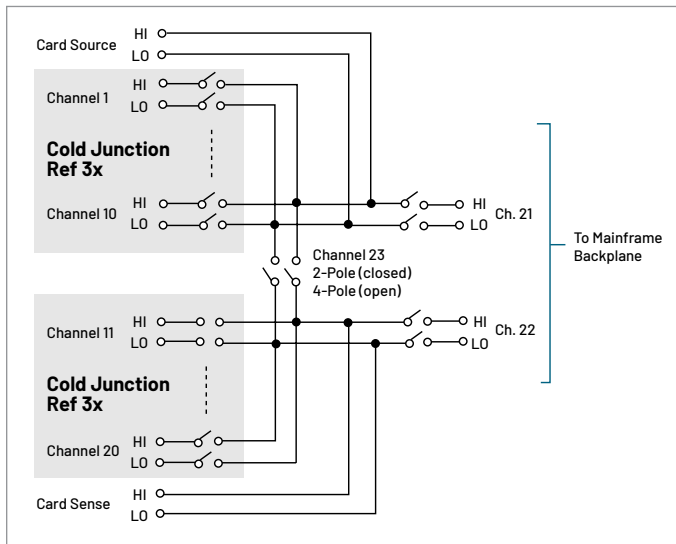 Card Source
HI
LO
Channel 1
HI
LO
Cold Junction
Ref 3x
Channel 10
HI
LO
HI
LO
Ch. 21
To Mainframe
Backplane
Channel 23
2-Pole (closed)
4-Pole (open)
Channel 11
HI
LO
HI
LO
Ch. 22
Cold Junction
Ref 3x
Channel 20
HI
LO
Card Sense
HI
LO